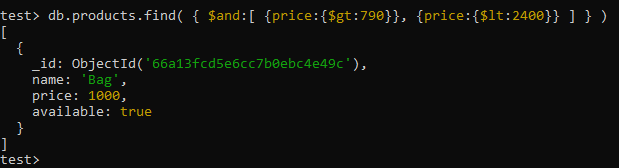 test> db.products.find( { $and:[ {price:{$gt:790}}, {price:{$lt:2400}} ] } )
[
  {
    _id: ObjectId('66a13fcd5e6cc7b0ebc4e49c'),
    name: 'Bag',
    price: 1000,
    available: true
  }
]
test>